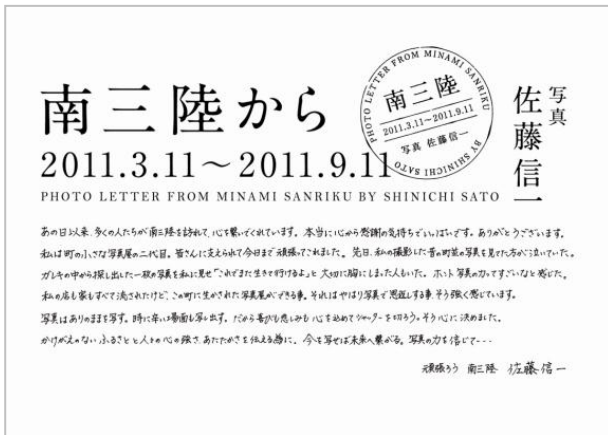 南三陸から
2011.3.11～2011.9.11
PHOTO LETTER FROM MINAMI SANRIKU BY SHINICHI SATO
PHOTO LETTER FROM MINAMI SANRIKU
南三陸
2011.3.11～2011.9.11
写真 佐藤信一
BY SHINICHI SATO
写真
佐藤信一
あの日以来、多くの人たちが南三陸を訪れて、心を繋いでくれています。本当に心から感謝の気持ちでいっぱいです。ありがとうございます。
私は町の小さな写真屋の二代目。皆さんに支えられて今日まで頑張ってこれました。先日、私の撮影した昔の町並の写真を見てた方が泣いていた。
ガレキの中から探し出した一枚の写真を私に見せ「これでまた生きて行けるよ」と大切に胸にしまった人もいた。ホント写真の力ってすごいなと感じた。
私の店も家もすべて流されたけど、この町に生かされた写真屋ができる事。それはやはり写真で恩返しする事。そう強く感じています。
写真はありのままを写す。時に辛い場面も写し出す。だから喜びも悲しみも心を込めてシャッターを切ろう。そう心に決めました。
かけがえのないふるさとと人々の心の強さ、あたたかさを伝える為に、今を写せば未来へ繋がる。写真の力を信じて…
頑張ろう 南三陸 佐藤信一